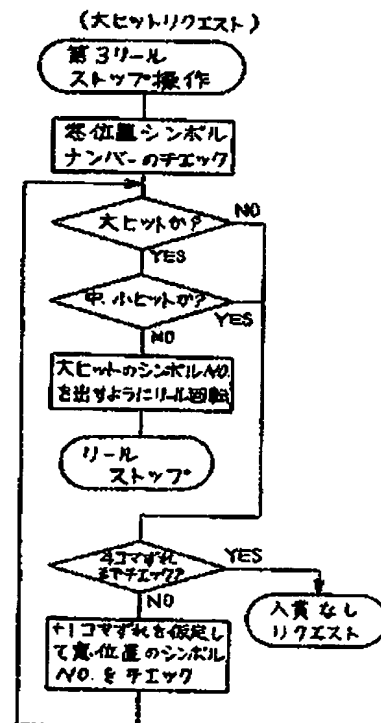 (大ヒットリクエスト)
第3リール
ストップ操作
窓位置シンボル
ナンバーのチェック
大ヒットか?
NO
YES
中、小ヒットか?
YES
NO
大ヒットのシンボルNO.
を出すようにリール回転
リール
ストップ
4コマずれ
までチェック?
YES
NO
入賞なし
リクエスト
+1コマずれを仮定し
て窓位置のシンボル
NO.をチェック